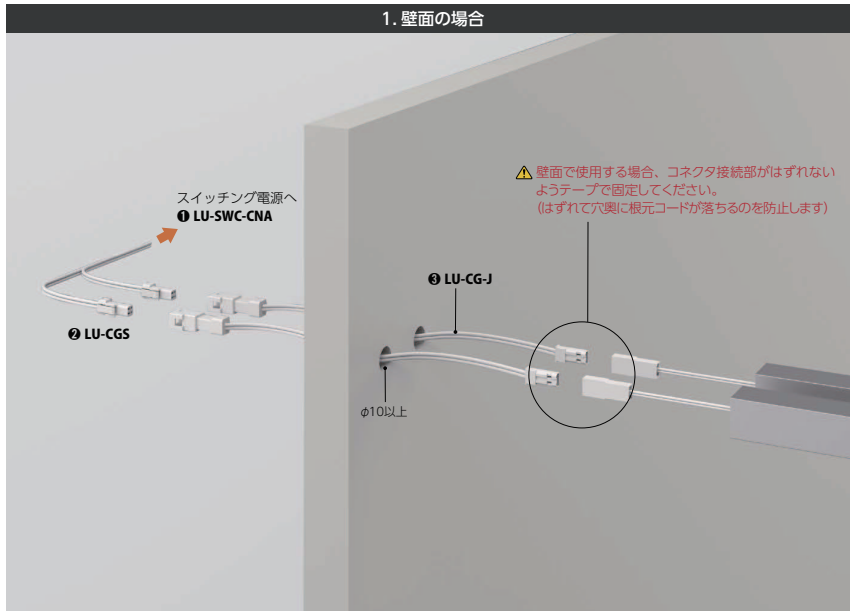 1. 壁面の場合
⚠ 壁面で使用する場合、コネクタ接続部がはずれない
ようテープで固定してください。
(はずれて穴奥に根元コードが落ちるのを防止します)
スイッチング電源へ
❶ LU-SWC-CNA
❸ LU-CG-J
❷ LU-CGS
φ10以上